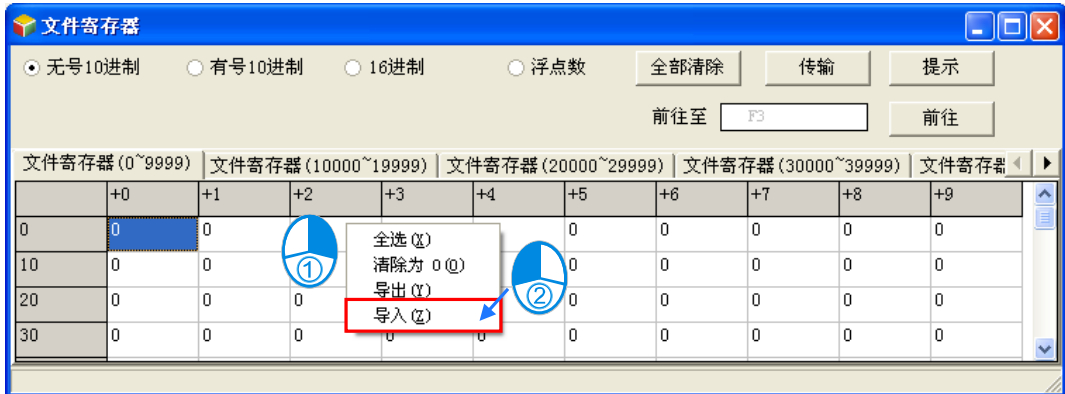 文件寄存器
无号10进制 有号10进制 16进制 浮点数 全部清除 传输 提示
前往至 F3 前往
文件寄存器(0~9999) 文件寄存器(10000~19999) 文件寄存器(20000~29999) 文件寄存器(30000~39999) 文件寄存器
+0 +1 +2 +3 +4 +5 +6 +7 +8 +9
0 0 0 0 0 0 0 0
全选(X)
①
10 0 0 0 0 0 0 0
清除为 0(0)
导出(Y)
②
20 0 0 0 0 0 0 0 0
导入(Z)
30 0 0 0 0 0 0 0 0 0 0